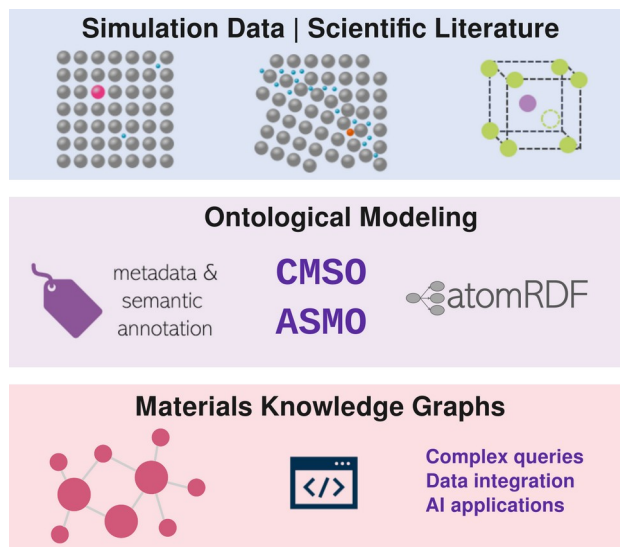 Simulation Data | Scientific Literature
Ontological Modeling
metadata &
semantic
annotation
CMSO
ASMO
atomRDF
Materials Knowledge Graphs
</>
Complex queries
Data integration
AI applications